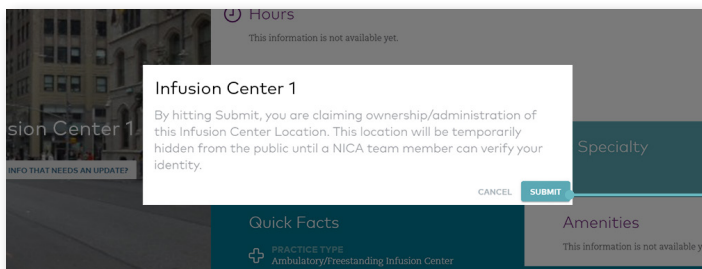 Hours
This information is not available yet.
Infusion Center 1
By hitting Submit, you are claiming ownership/administration of
this Infusion Center Location. This location will be temporarily
hidden from the public until a NICA team member can verify your
identity.
CANCEL SUBMIT
sion Center 1
INFO THAT NEEDS AN UPDATE?
Specialty
Quick Facts
PRACTICE TYPE
Ambulatory/Freestanding Infusion Center
Amenities
This information is not available y